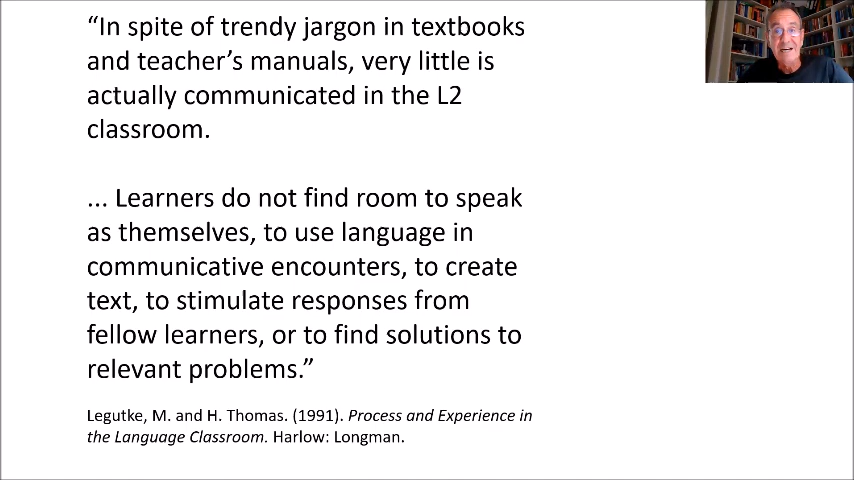 “In spite of trendy jargon in textbooks
and teacher’s manuals, very little is
actually communicated in the L2
classroom.
... Learners do not find room to speak
as themselves, to use language in
communicative encounters, to create
text, to stimulate responses from
fellow learners, or to find solutions to
relevant problems.”
Legutke, M. and H. Thomas. (1991). Process and Experience in
the Language Classroom. Harlow: Longman.